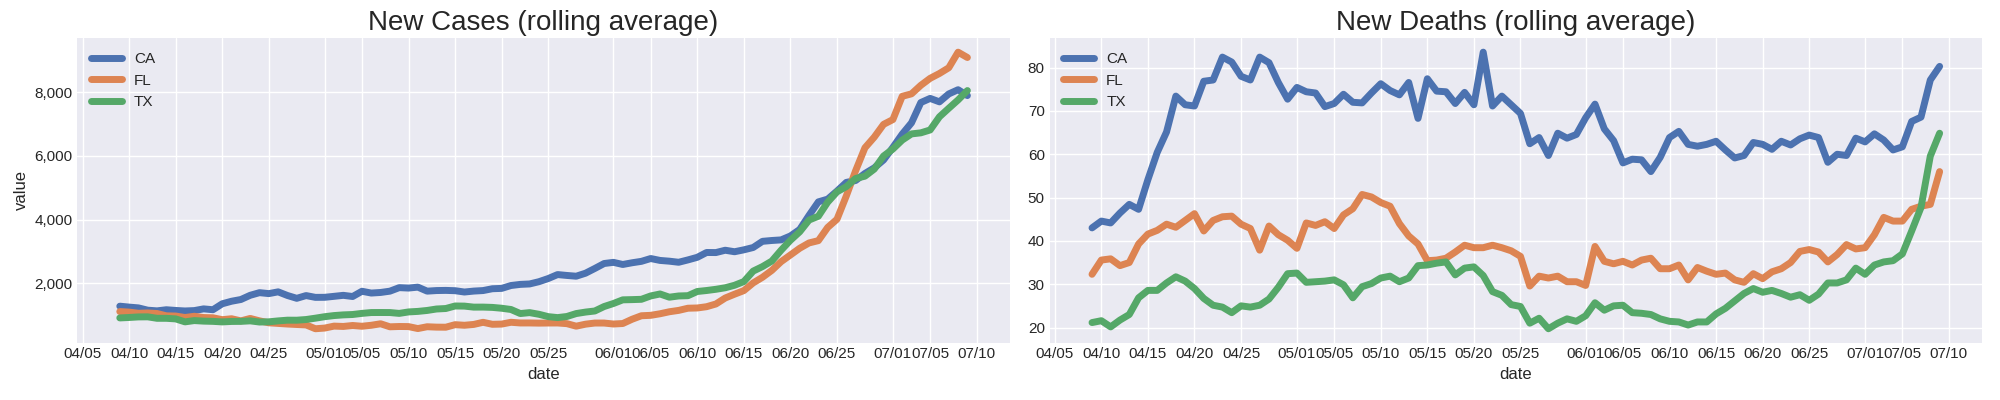 New Cases (rolling average)
CA
FL
TX
8,000
6,000
4,000
2,000
value
04/05 04/10 04/15 04/20 04/25 05/01 05/05 05/10 05/15 05/20 05/25 06/01 06/05 06/10 06/15 06/20 06/25 07/01 07/05 07/10
date
New Deaths (rolling average)
CA
FL
TX
80
70
60
50
40
30
20
04/05 04/10 04/15 04/20 04/25 05/01 05/05 05/10 05/15 05/20 05/25 06/01 06/05 06/10 06/15 06/20 06/25 07/01 07/05 07/10
date